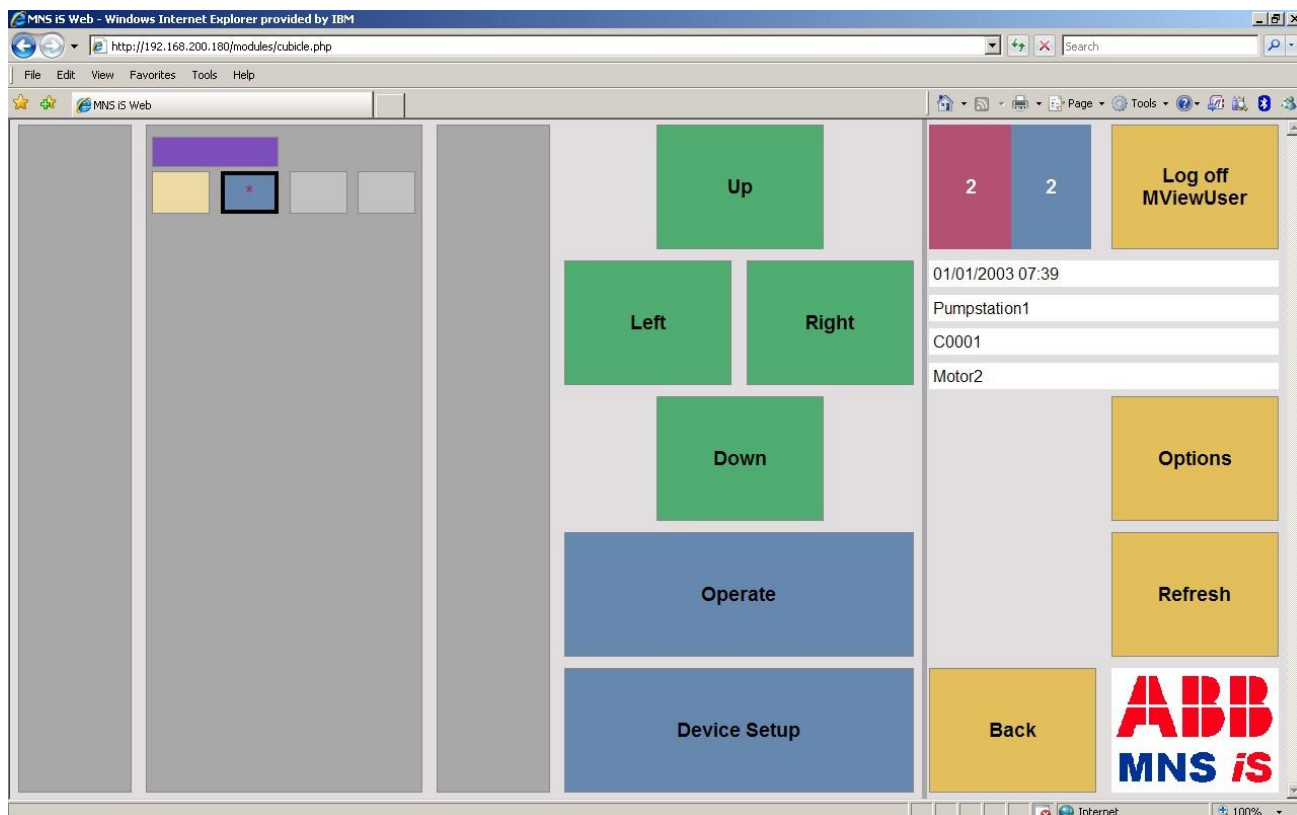 MNS iS Web - Windows Internet Explorer provided by IBM
http://192.168.200.180/modules/cubicle.php
Search
File Edit View Favorites Tools Help
MNS iS Web
Page Tools
*
Up
2 2
Log off
MViewUser
Left
Right
01/01/2003 07:39
Pumpstation1
C0001
Motor2
Down
Options
Operate
Refresh
Device Setup
Back
ABB
MNS iS
Internet
100%